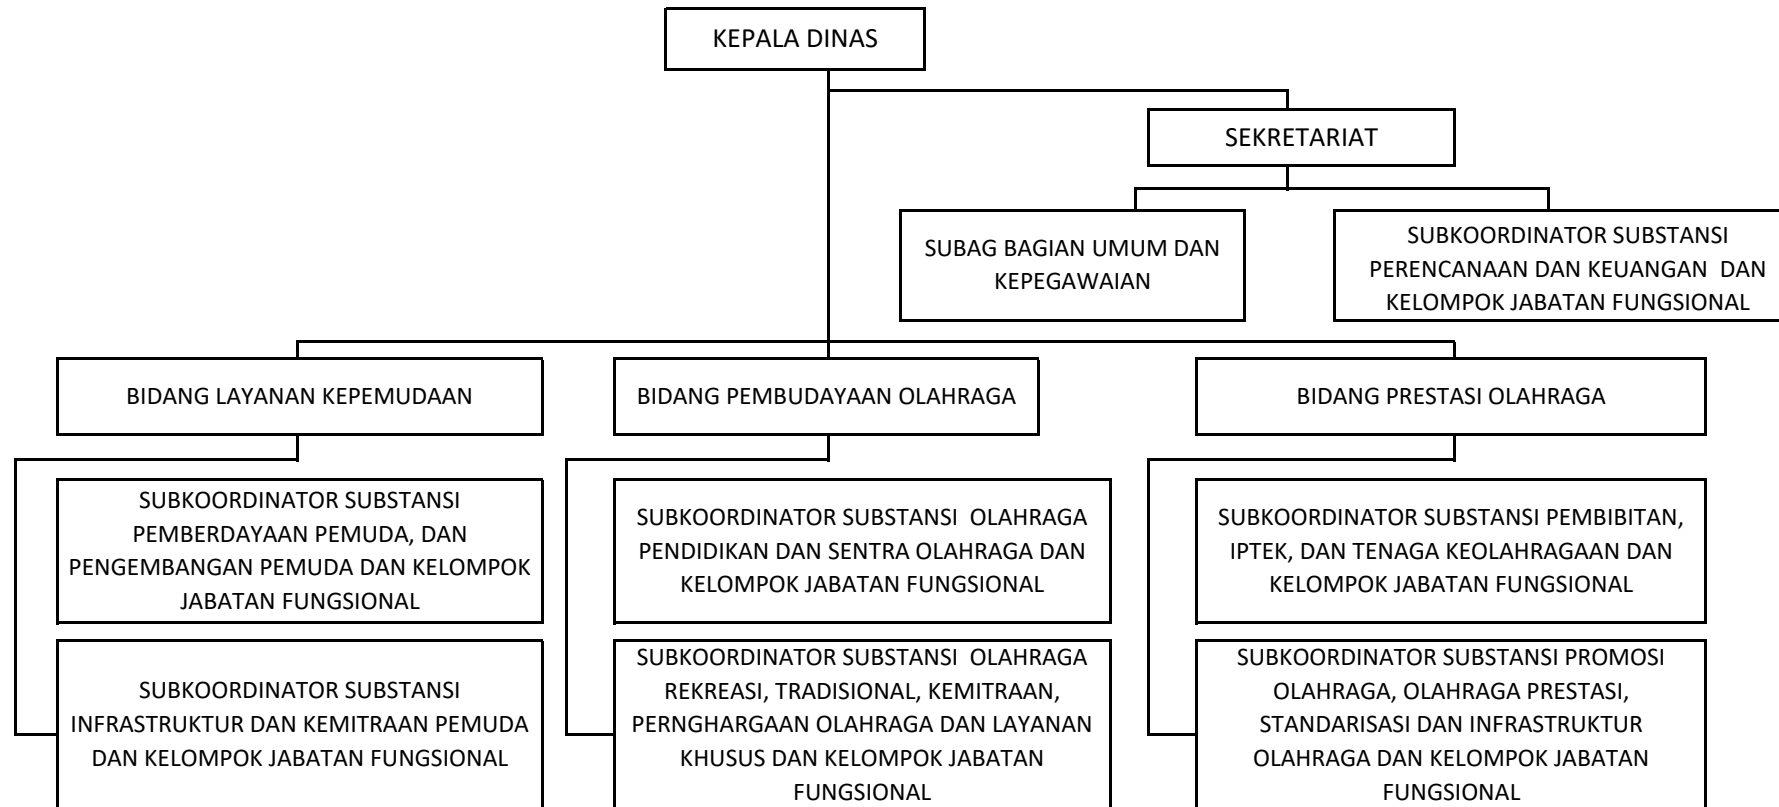 KEPALA DINAS
SEKRETARIAT
SUBAG BAGIAN UMUM DAN
KEPEGAWAIAN
SUBKOORDINATOR SUBSTANSI
PERENCANAAN DAN KEUANGAN  DAN
KELOMPOK JABATAN FUNGSIONAL
BIDANG LAYANAN KEPEMUDAAN
BIDANG PEMBUDAYAAN OLAHRAGA
BIDANG PRESTASI OLAHRAGA
SUBKOORDINATOR SUBSTANSI
PEMBERDAYAAN PEMUDA, DAN
PENGEMBANGAN PEMUDA DAN KELOMPOK
JABATAN FUNGSIONAL
SUBKOORDINATOR SUBSTANSI  OLAHRAGA
PENDIDIKAN DAN SENTRA OLAHRAGA DAN
KELOMPOK JABATAN FUNGSIONAL
SUBKOORDINATOR SUBSTANSI PEMBIBITAN,
IPTEK, DAN TENAGA KEOLAHRAGAAN DAN
KELOMPOK JABATAN FUNGSIONAL
SUBKOORDINATOR SUBSTANSI
INFRASTRUKTUR DAN KEMITRAAN PEMUDA
DAN KELOMPOK JABATAN FUNGSIONAL
SUBKOORDINATOR SUBSTANSI  OLAHRAGA
REKREASI, TRADISIONAL, KEMITRAAN,
PERNGHARGAAN OLAHRAGA DAN LAYANAN
KHUSUS DAN KELOMPOK JABATAN
FUNGSIONAL
SUBKOORDINATOR SUBSTANSI PROMOSI
OLAHRAGA, OLAHRAGA PRESTASI,
STANDARISASI DAN INFRASTRUKTUR
OLAHRAGA DAN KELOMPOK JABATAN
FUNGSIONAL